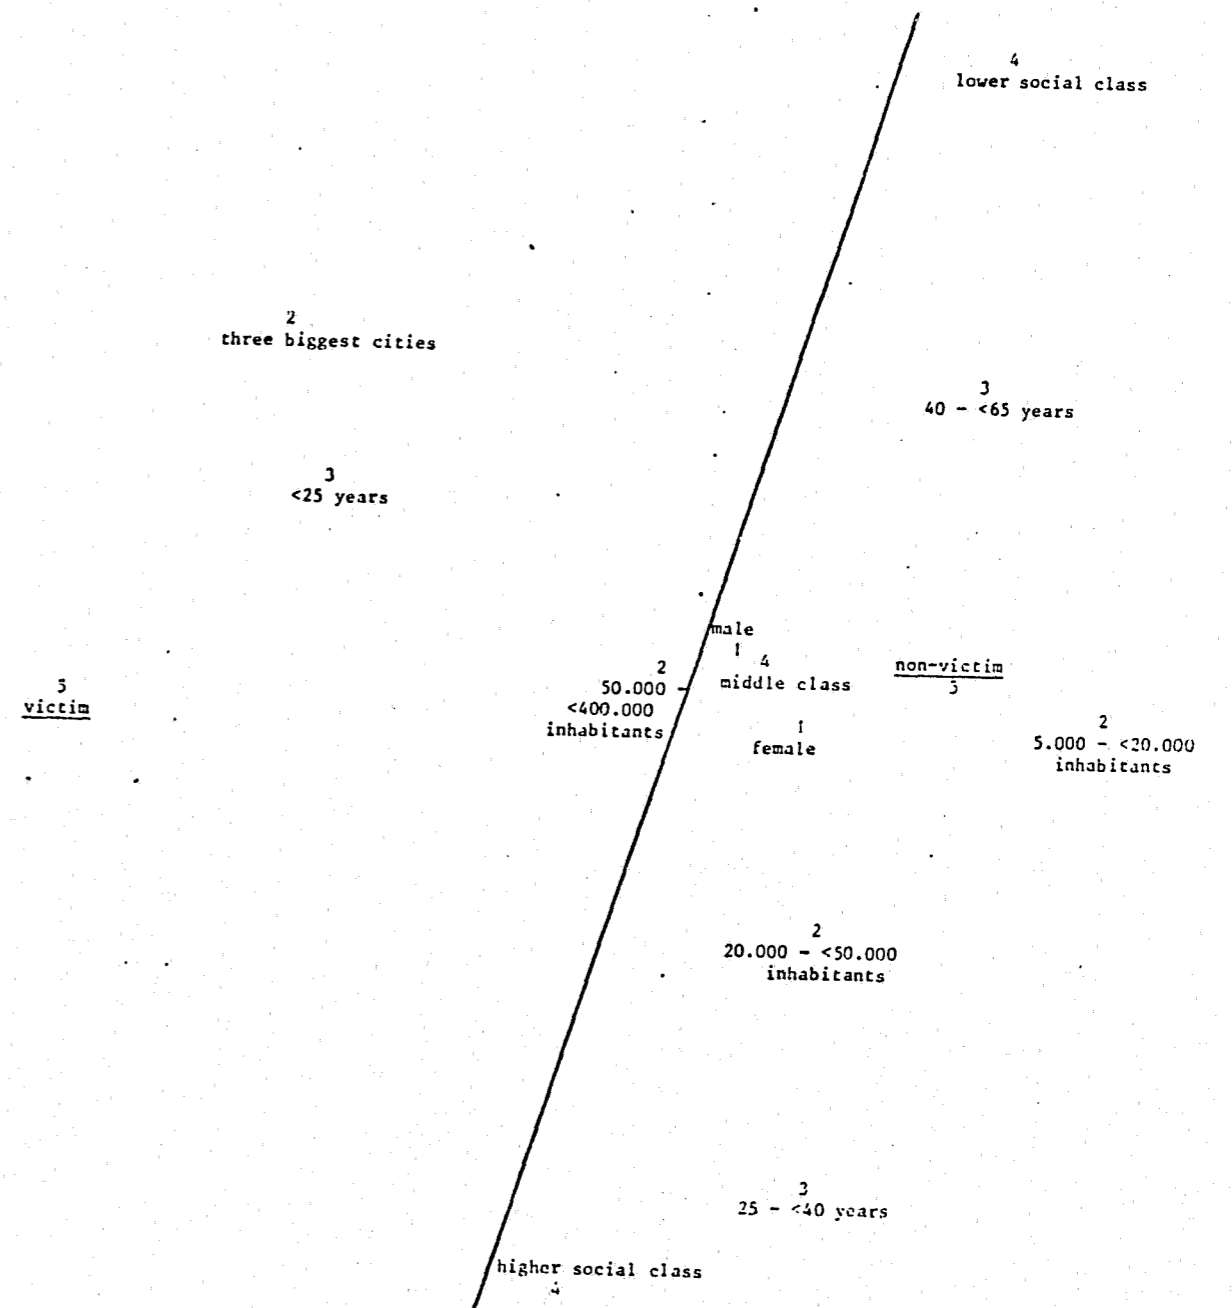 4
lower social class
2
three biggest cities
3
40 - <65 years
3
<25 years
male
1
4
middle class
non-victim
5
2
50.000 -
<400.000
inhabitants
5
victim
1
female
2
5.000 - <20.000
inhabitants
2
20.000 - <50.000
inhabitants
3
25 - <40 years
higher social class
4